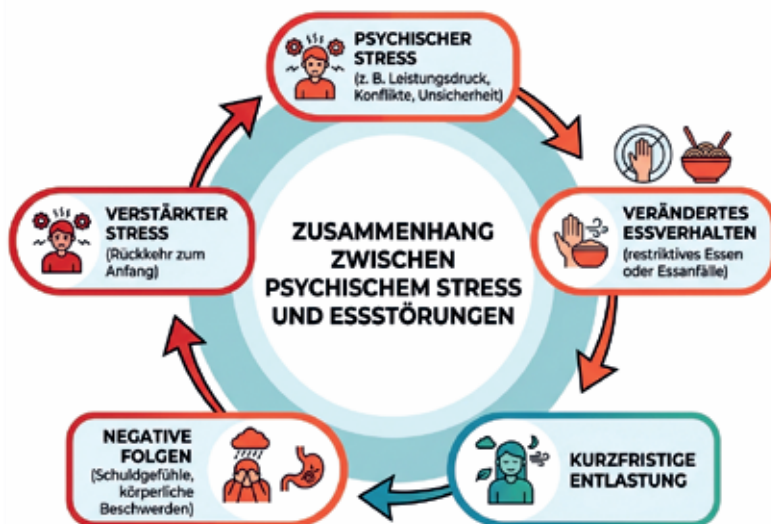 PSYCHISCHER
STRESS
(z. B. Leistungsdruck,
Konflikte, Unsicherheit)
VERÄNDERTES
ESSVERHALTEN
(restriktives Essen
oder Essanfälle)
KURZFRISTIGE
ENTLASTUNG
NEGATIVE
FOLGEN
(Schuldgefühle,
körperliche
Beschwerden)
VERSTÄRKTER
STRESS
(Rückkehr zum
Anfang)
ZUSAMMENHANG
ZWISCHEN
PSYCHISCHEM STRESS
UND ESSSTÖRUNGEN